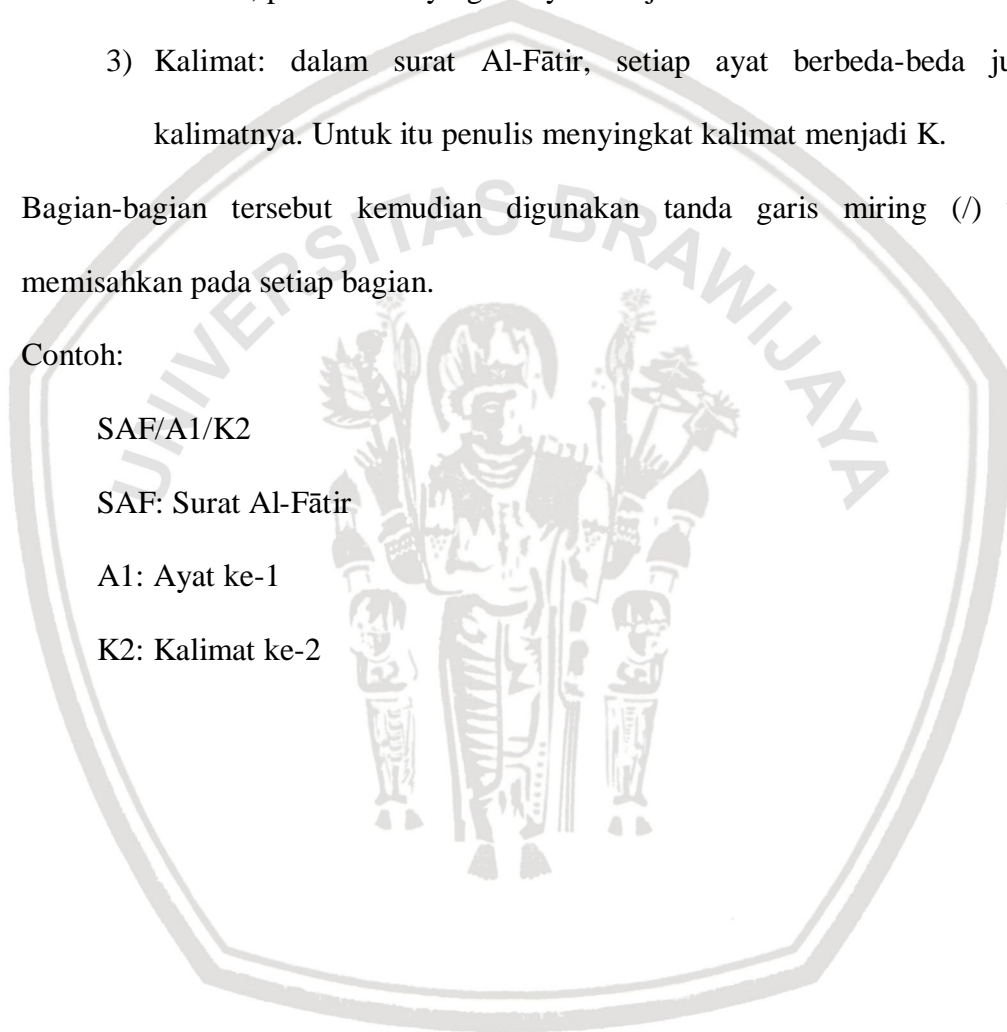 3) Kalimat: dalam surat Al-Fātir, setiap ayat berbeda-beda
kalimatnya. Untuk itu penulis menyingkat kalimat menjadi K.
Bagian-bagian tersebut kemudian digunakan tanda garis miring (/)
memisahkan pada setiap bagian.
Contoh:
SAF/A1/K2
SAF: Surat Al-Fātir
A1: Ayat ke-1
K2: Kalimat ke-2
UNIVERSITAS BRAWIJAYA